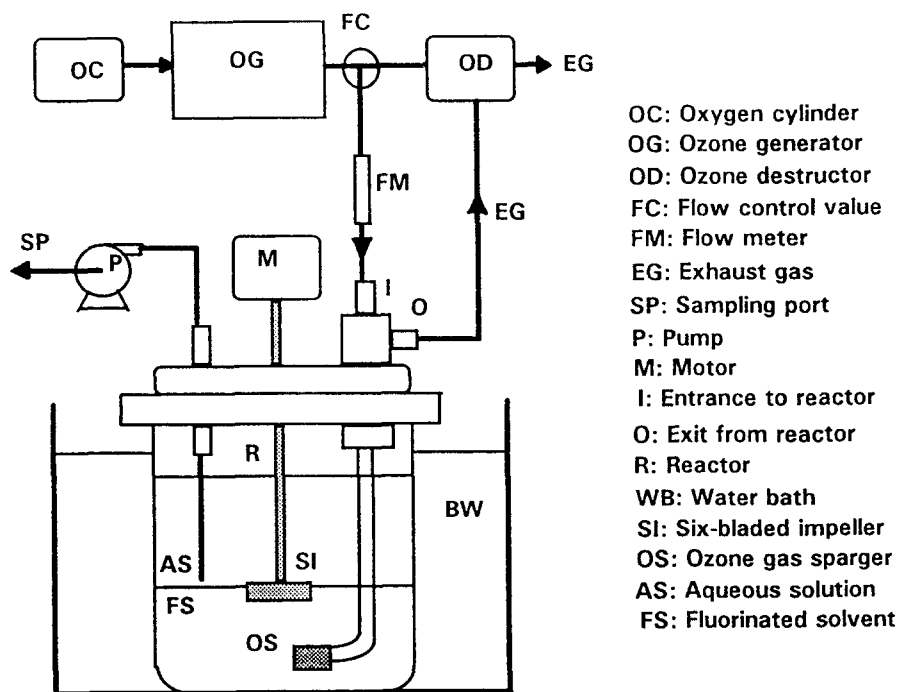 FC
OC
OG
OD
EG
FM
EG
SP
P
M
I
O
R
BW
AS
SI
FS
OS
OC: Oxygen cylinder
OG: Ozone generator
OD: Ozone destructor
FC: Flow control value
FM: Flow meter
EG: Exhaust gas
SP: Sampling port
P: Pump
M: Motor
I: Entrance to reactor
O: Exit from reactor
R: Reactor
WB: Water bath
SI: Six-bladed impeller
OS: Ozone gas sparger
AS: Aqueous solution
FS: Fluorinated solvent